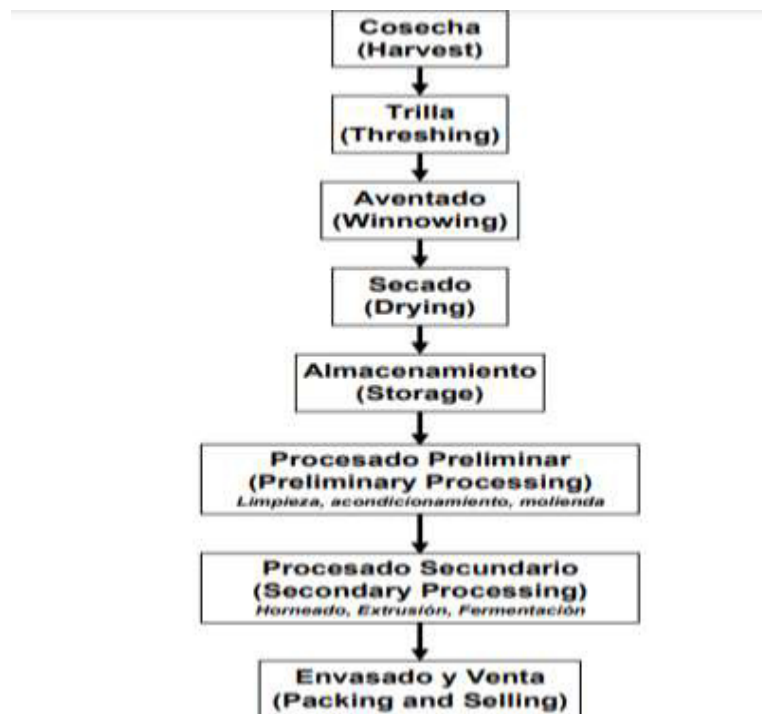 Cosecha
(Harvest)
Trilla
(Threshing)
Aventado
(Winnowing)
Secado
(Drying)
Almacenamiento
(Storage)
Procesado Preliminar
(Preliminary Processing)
Limpieza, acondicionamiento, molienda
Procesado Secundario
(Secondary Processing)
Horneado, Extrusión, Fermentación
Envasado y Venta
(Packing and Selling)